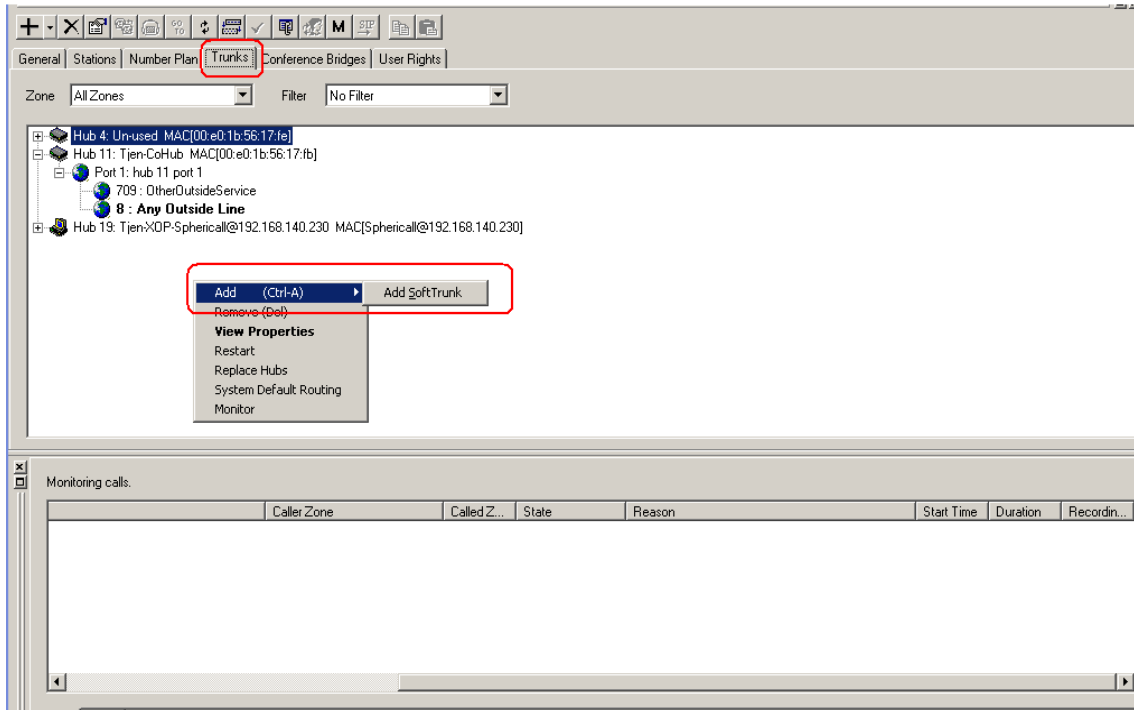 GO TO M SIP
General Stations Number Plan Trunks Conference Bridges User Rights
Zone All Zones Filter No Filter
Hub 4: Un-used MAC[00:e0:1b:56:17:fe]
Hub 11: Tjen-CoHub MAC[00:e0:1b:56:17:fb]
Port 1: hub 11 port 1
709 : OtherOutsideService
8 : Any Outside Line
Hub 19: Tjen-XOP-Sphericall@192.168.140.230 MAC[Sphericall@192.168.140.230]
Add (Ctrl-A) Add SoftTrunk
Remove (Del)
View Properties
Restart
Replace Hubs
System Default Routing
Monitor
Monitoring calls.
Caller Zone Called Z... State Reason Start Time Duration Recordin...